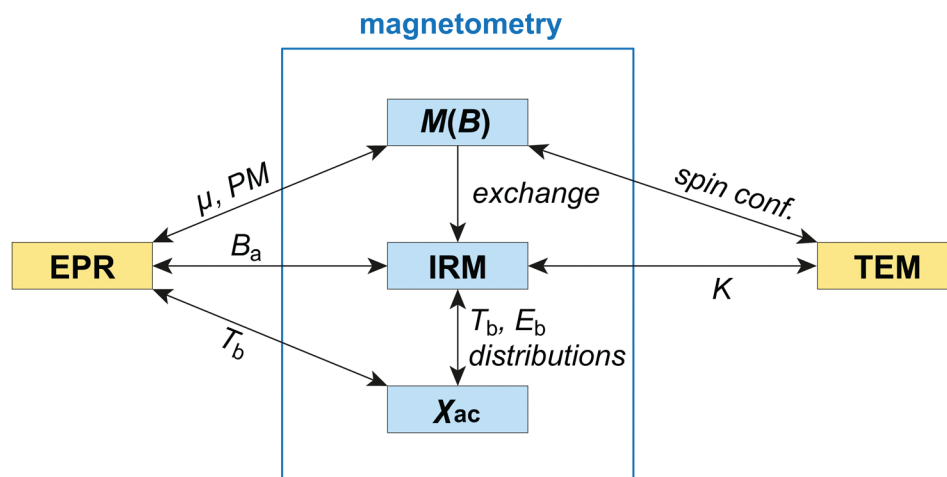 magnetometry
M(B)
μ, PM
exchange
spin conf.
EPR
Ba
IRM
K
TEM
Tb
Tb, Eb
distributions
χac